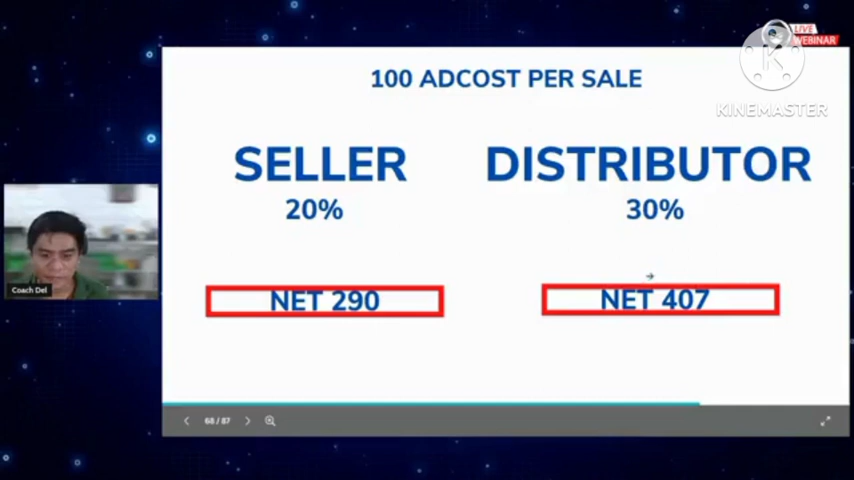 LIVE
WEBINAR
K
KINEMASTER
100 ADCOST PER SALE
SELLER
DISTRIBUTOR
20%
30%
NET 290
NET 407
Coach Del
68 / 87